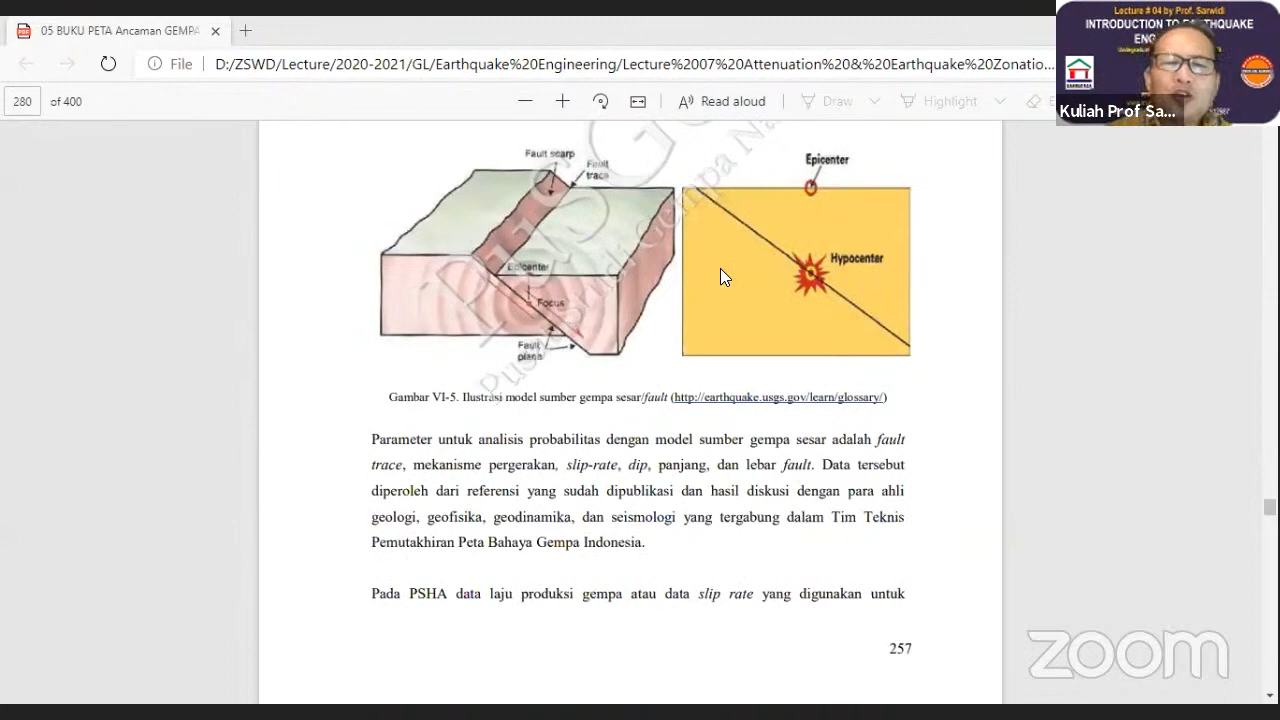 05 BUKU PETA Ancaman GEMPA
File
D:/ZSWD/Lecture/2020-2021/GL/Earthquake%20Engineering/Lecture%2007%20Attenuation%20&%20Earthquake%20Zonatio...
280 of 400
Read aloud
Draw
Highlight
Lecture # 04 by Prof. Sarwidi
INTRODUCTION TO EARTHQUAKE
Kuliah Prof Sa...
Fault scarp
Fault
trace
Epicenter
Focus
Fault
plane
Epicenter
Hypocenter
Gambar VI-5. Ilustrasi model sumber gempa sesar/fault (http://earthquake.usgs.gov/learn/glossary/)
Parameter untuk analisis probabilitas dengan model sumber gempa sesar adalah fault
trace, mekanisme pergerakan, slip-rate, dip, panjang, dan lebar fault. Data tersebut
diperoleh dari referensi yang sudah dipublikasi dan hasil diskusi dengan para ahli
geologi, geofisika, geodinamika, dan seismologi yang tergabung dalam Tim Teknis
Pemutakhiran Peta Bahaya Gempa Indonesia.
Pada PSHA data laju produksi gempa atau data slip rate yang digunakan untuk
257
zoom